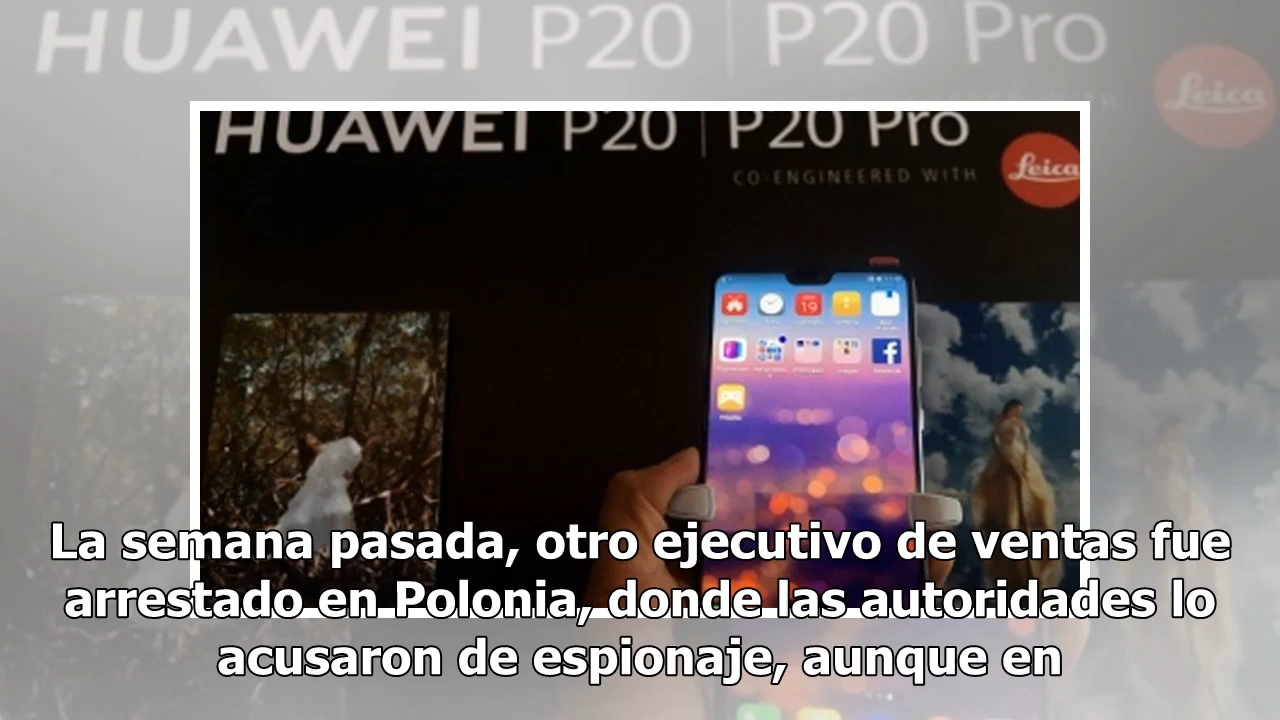 HUAWEI P20 | P20 Pro
Leica
HUAWEI P20 | P20 Pro
CO-ENGINEERED WITH
Leica
19
La semana pasada, otro ejecutivo de ventas fue
arrestado en Polonia, donde las autoridades lo
acusaron de espionaje, aunque en